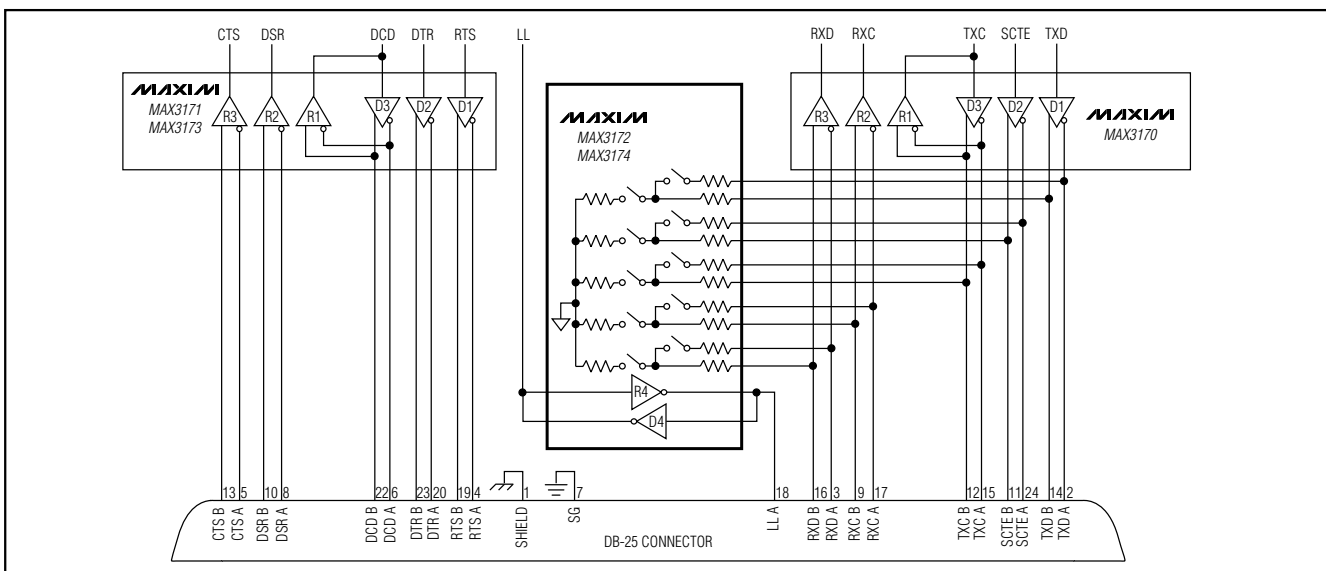 CTS DSR DCD DTR RTS LL RXD RXC TXC SCTE TXD
MAXIM
MAX3171
MAX3173
R3 R2 R1 D3 D2 D1
MAXIM
MAX3172
MAX3174
R4
D4
R3 R2 R1 D3 D2 D1
MAXIM
MAX3170
13 5 10 8 22 6 23 20 19 4 1 7 18 16 3 9 17 12 15 11 24 14 2
CTS B
CTS A
DSR B
DSR A
DCD B
DCD A
DTR B
DTR A
RTS B
RTS A
SHIELD
SG
LL A
RXD B
RXD A
RXC B
RXC A
TXC B
TXC A
SCTE B
SCTE A
TXD B
TXD A
DB-25 CONNECTOR